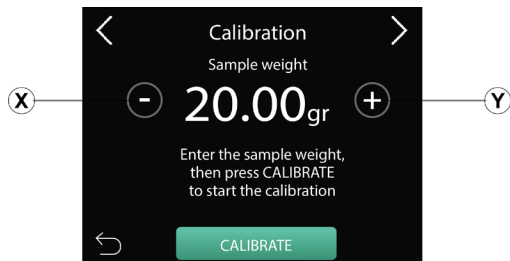 Calibration
Sample weight
X - 20.00gr + Y
Enter the sample weight,
then press CALIBRATE
to start the calibration
CALIBRATE